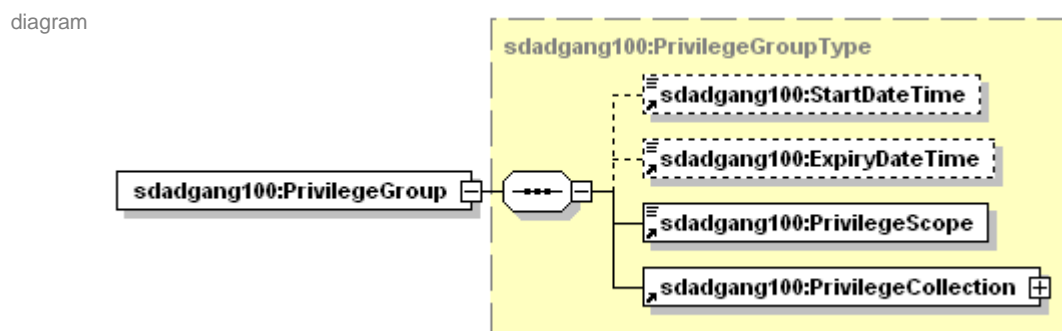 diagram
sdadgang100:PrivilegeGroupType
sdadgang100:StartDateTime
sdadgang100:ExpiryDateTime
sdadgang100:PrivilegeGroup
sdadgang100:PrivilegeScope
sdadgang100:PrivilegeCollection